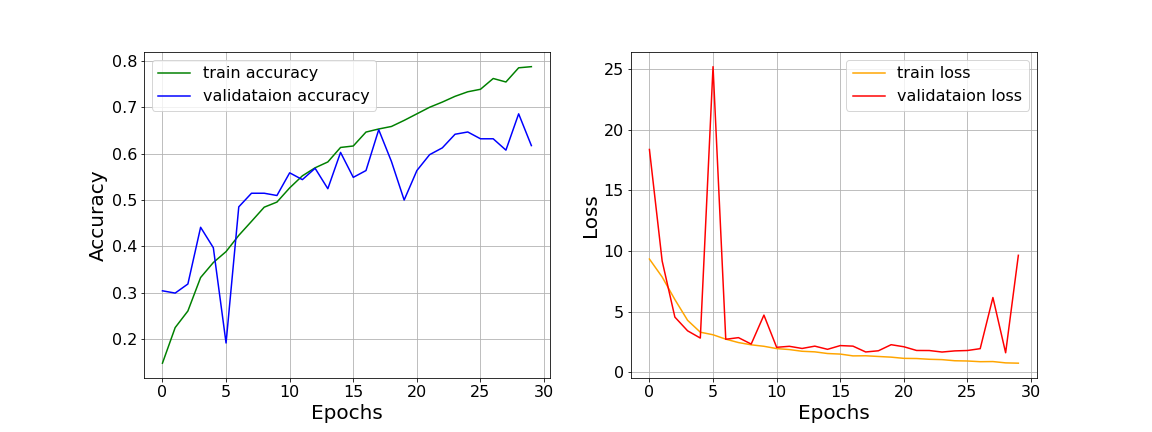 0.8
0.7
0.6
0.5
0.4
0.3
0.2
Accuracy
train accuracy
validataion accuracy
0 5 10 15 20 25 30
Epochs
25
20
15
10
5
0
Loss
train loss
validataion loss
0 5 10 15 20 25 30
Epochs